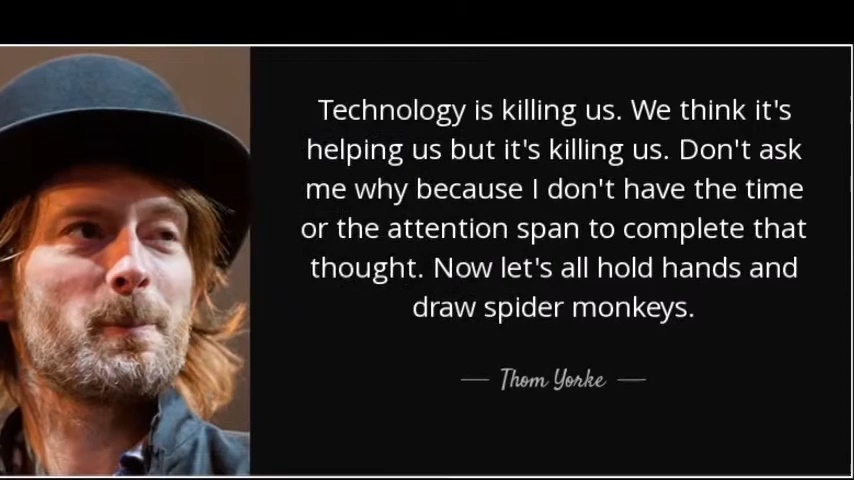 Technology is killing us. We think it's
helping us but it's killing us. Don't ask
me why because I don't have the time
or the attention span to complete that
thought. Now let's all hold hands and
draw spider monkeys.
Thom Yorke